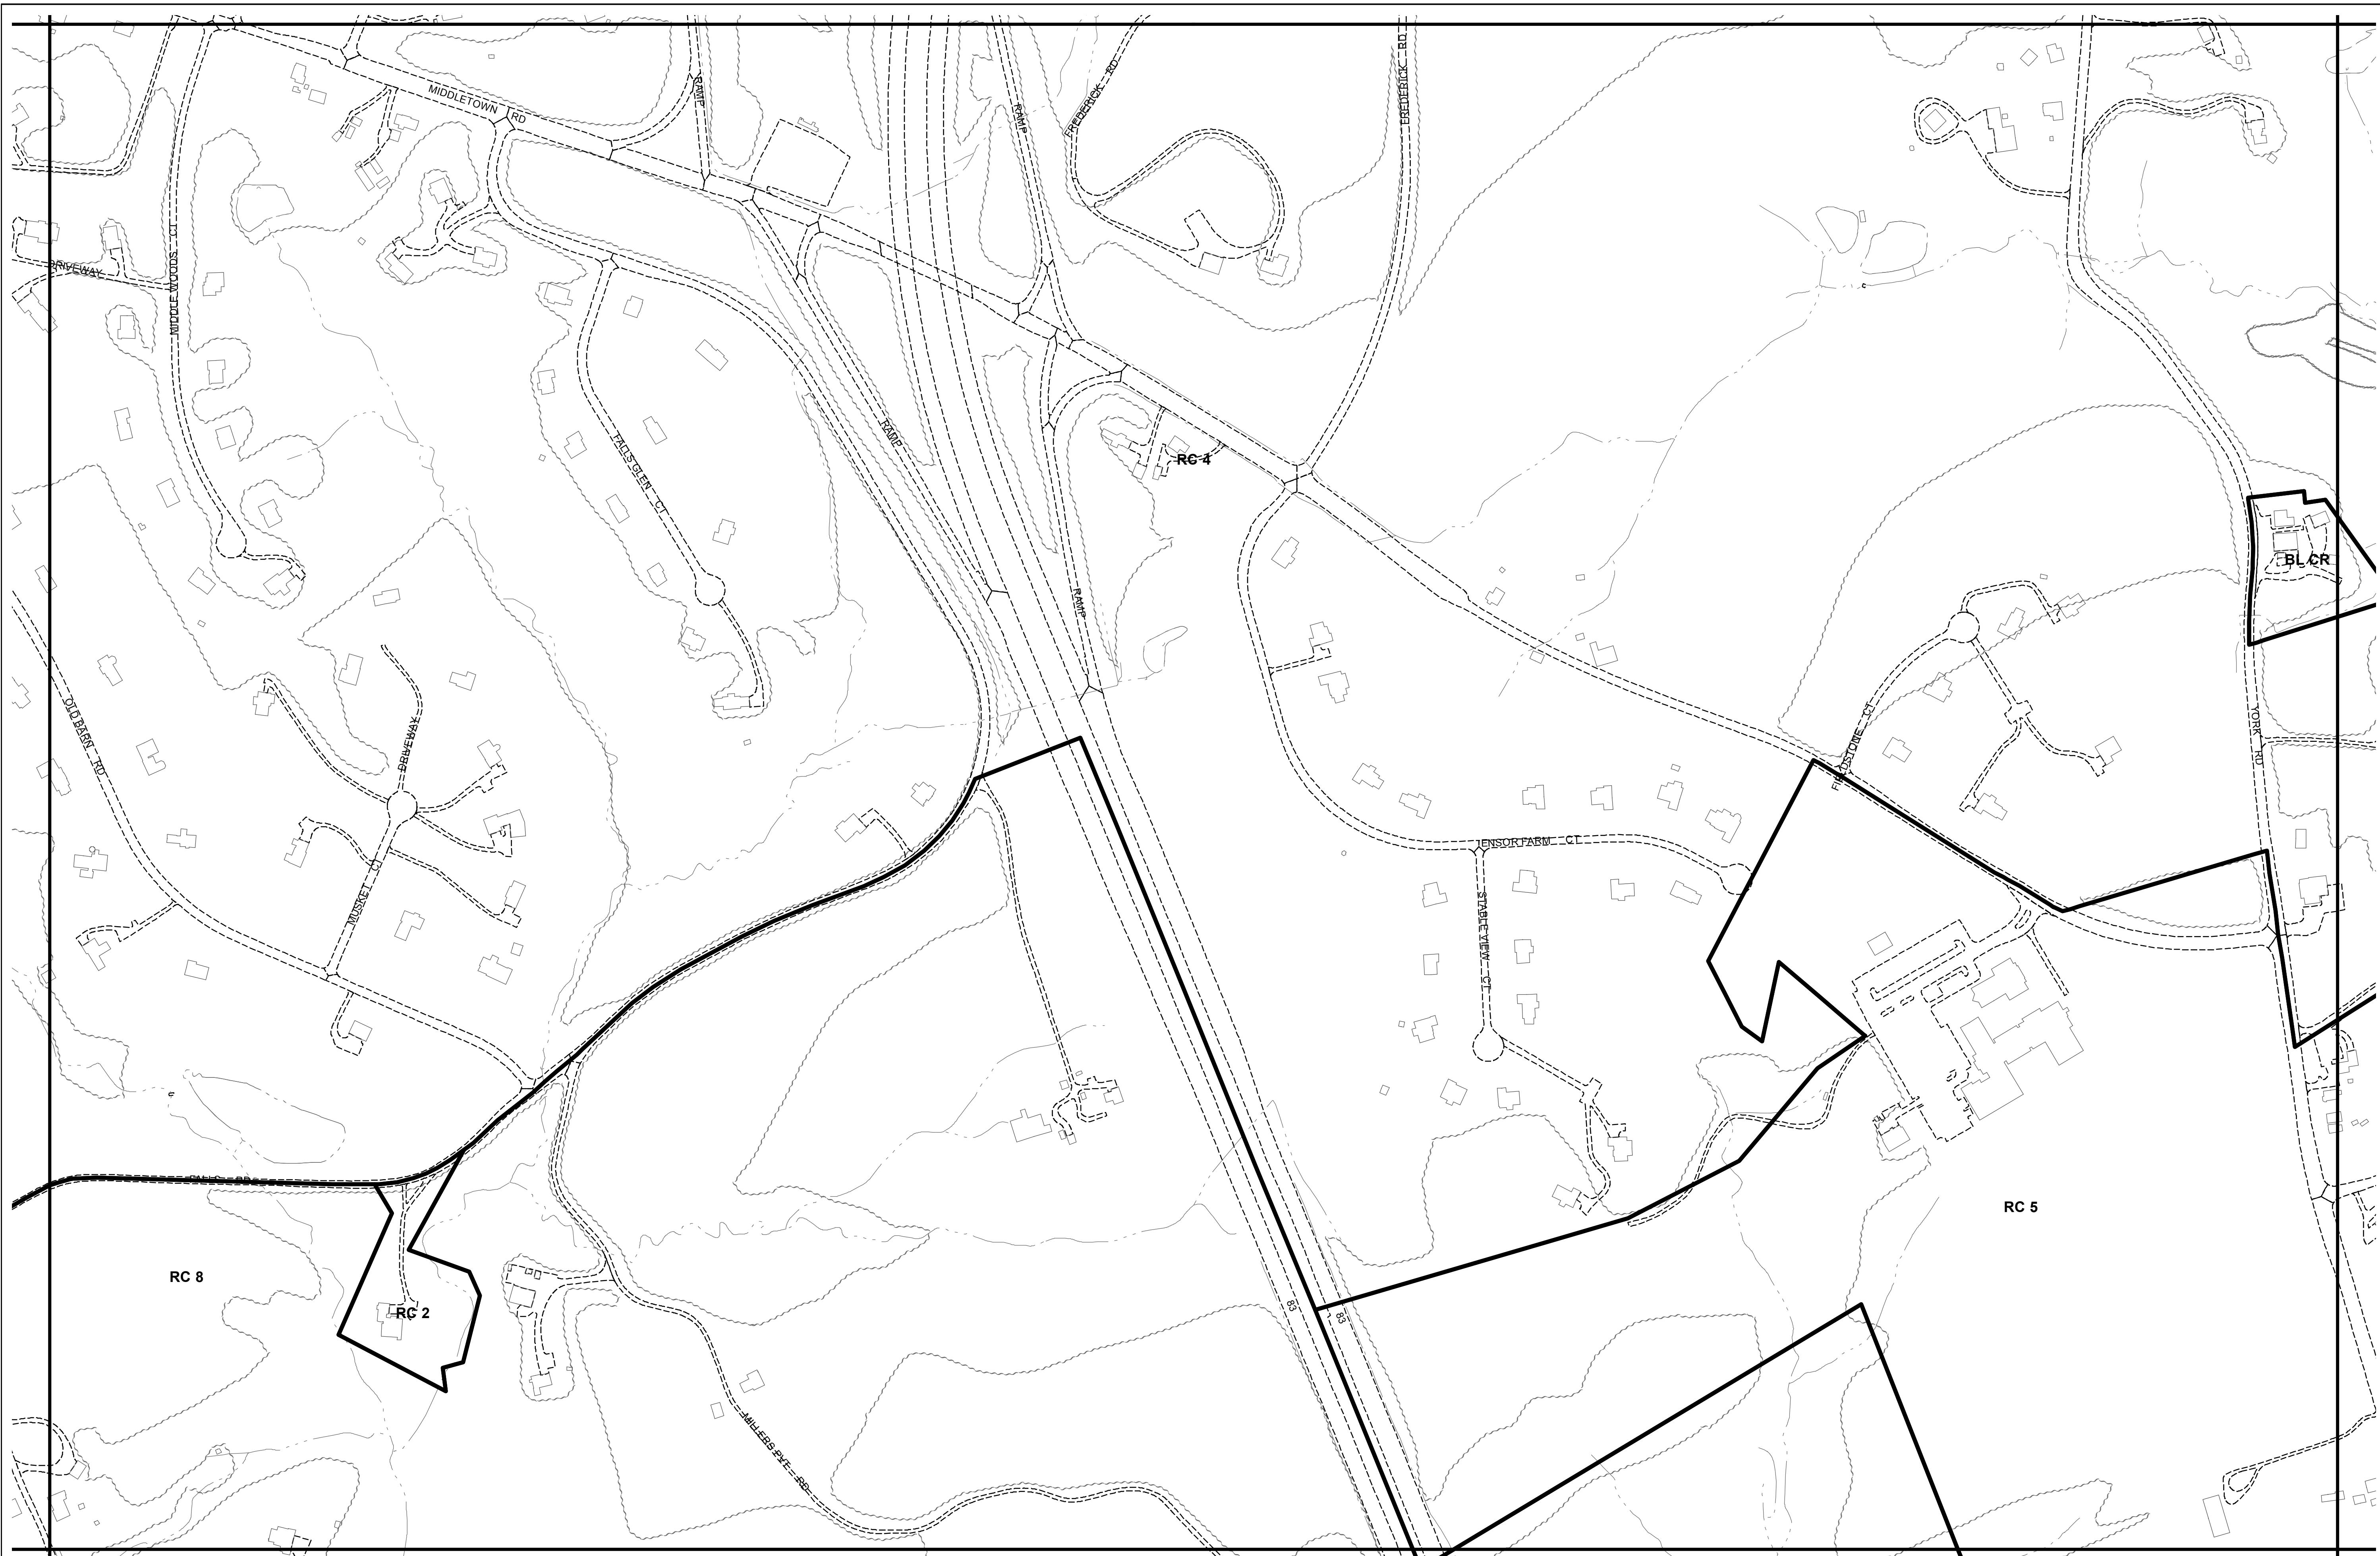 RAMP
FREDERICK RD
MIDDLETOWN RD
RAMP
FREDERICK RD
DRIVEWAY
MIDDLE WOODS CT
RAMP
FALLS GLEN CT
RC 4
BL CR
RAMP
OLD BARN RD
DRIVEWAY
FIELDSTONE CT
YORK RD
ENSOR FARM CT
MUSKET CT
STABLE VIEW CT
RC 5
RC 8
RC 2
83
83
RD